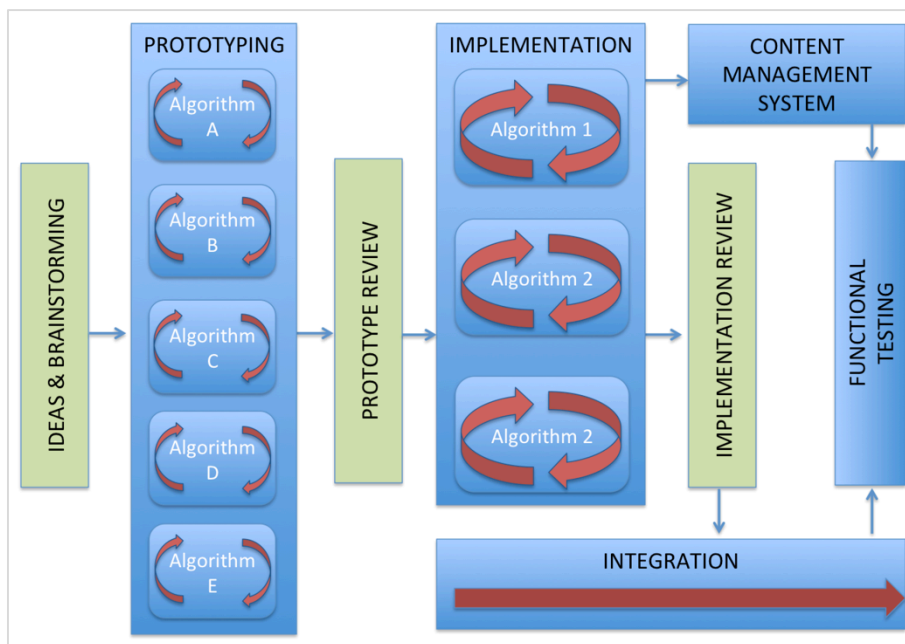 IDEAS & BRAINSTORMING
PROTOTYPING
Algorithm
A
Algorithm
B
Algorithm
C
Algorithm
D
Algorithm
E
PROTOTYPE REVIEW
IMPLEMENTATION
Algorithm 1
Algorithm 2
Algorithm 2
CONTENT
MANAGEMENT
SYSTEM
IMPLEMENTATION REVIEW
FUNCTIONAL
TESTING
INTEGRATION